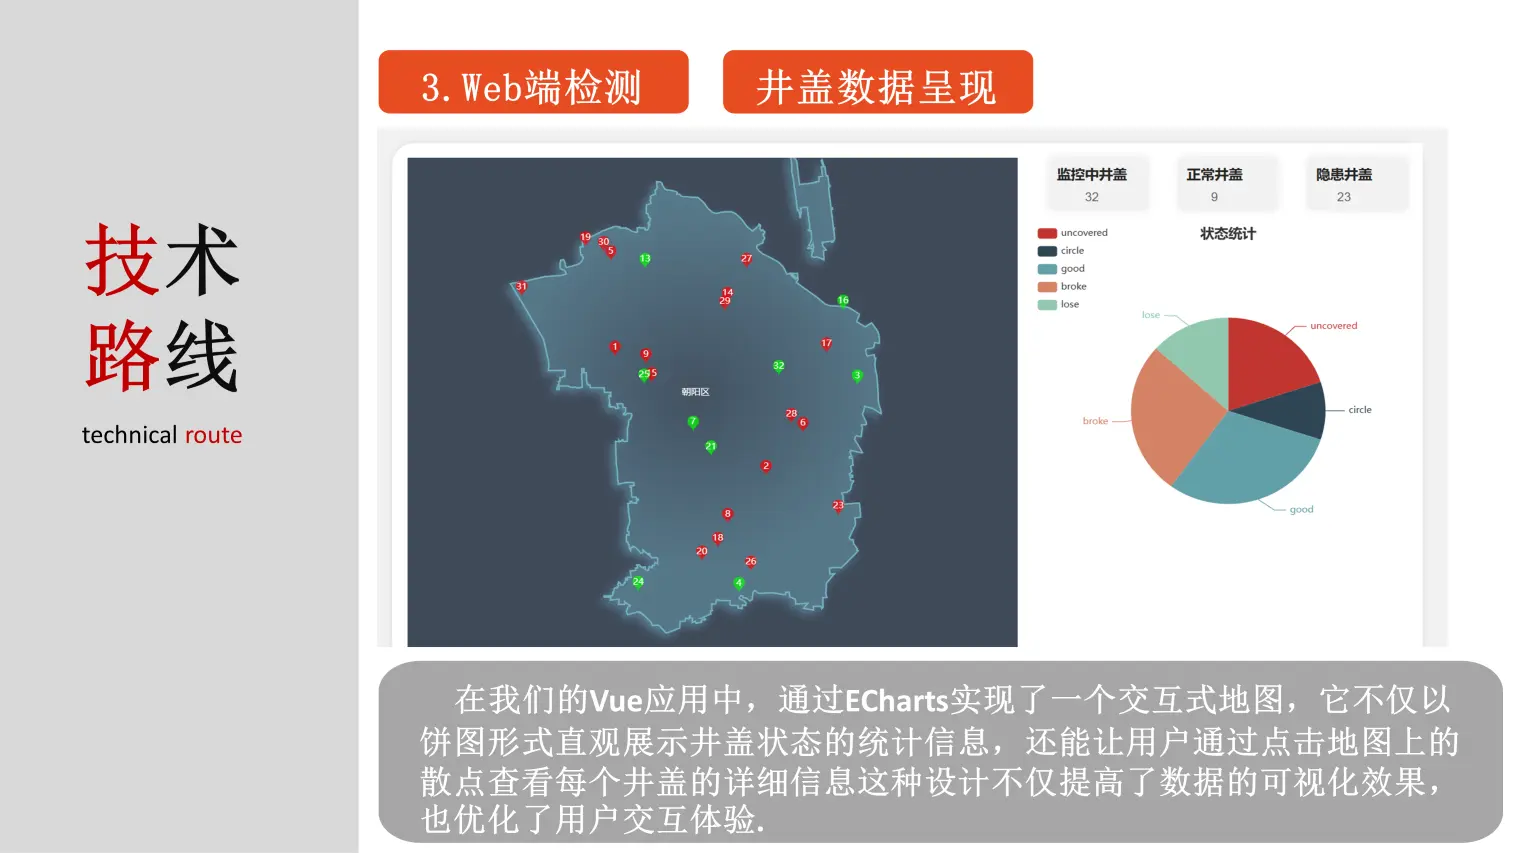 技术
路线
technical route
3.Web端检测
井盖数据呈现
19
30
5
13
27
31
14
29
16
1
9
17
25
15
32
3
朝阳区
7
28
6
21
2
23
8
18
20
26
24
4
监控中井盖
32
正常井盖
9
隐患井盖
23
状态统计
uncovered
circle
good
broke
lose
lose
uncovered
circle
broke
good
在我们的Vue应用中，通过ECharts实现了一个交互式地图，它不仅以
饼图形式直观展示井盖状态的统计信息，还能让用户通过点击地图上的
散点查看每个井盖的详细信息这种设计不仅提高了数据的可视化效果，
也优化了用户交互体验.